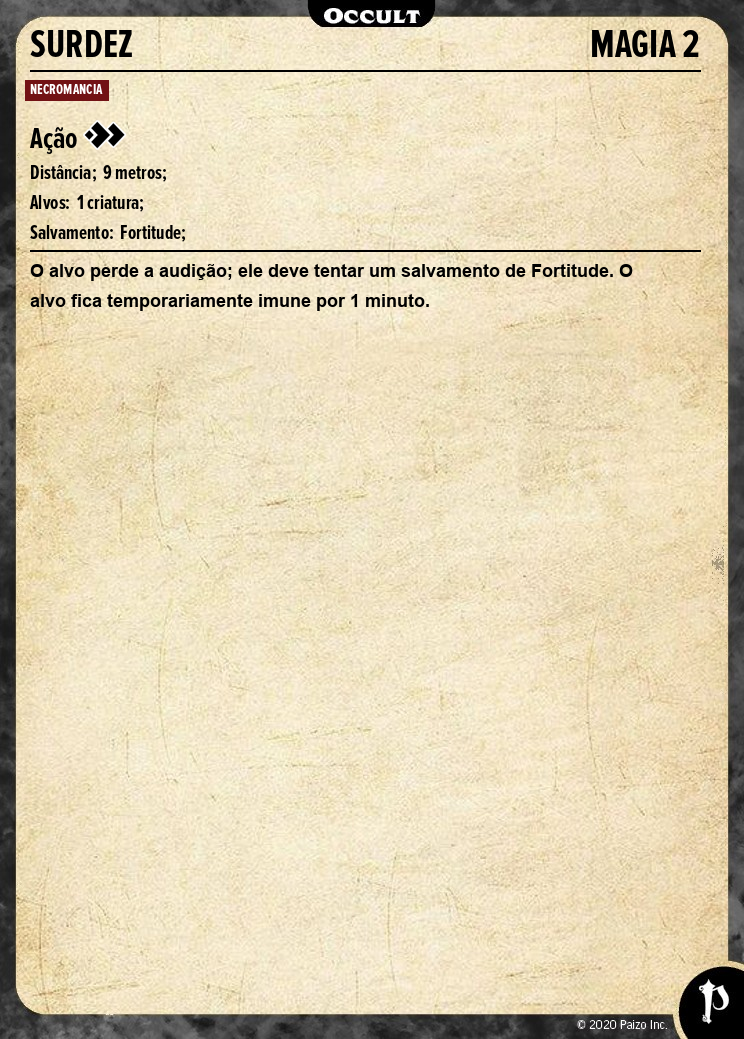 OCCULT
SURDEZ MAGIA 2
NECROMANCIA
Ação
Distância; 9 metros;
Alvos: 1 criatura;
Salvamento: Fortitude;
O alvo perde a audição; ele deve tentar um salvamento de Fortitude. O
alvo fica temporariamente imune por 1 minuto.
© 2020 Paizo Inc.
P